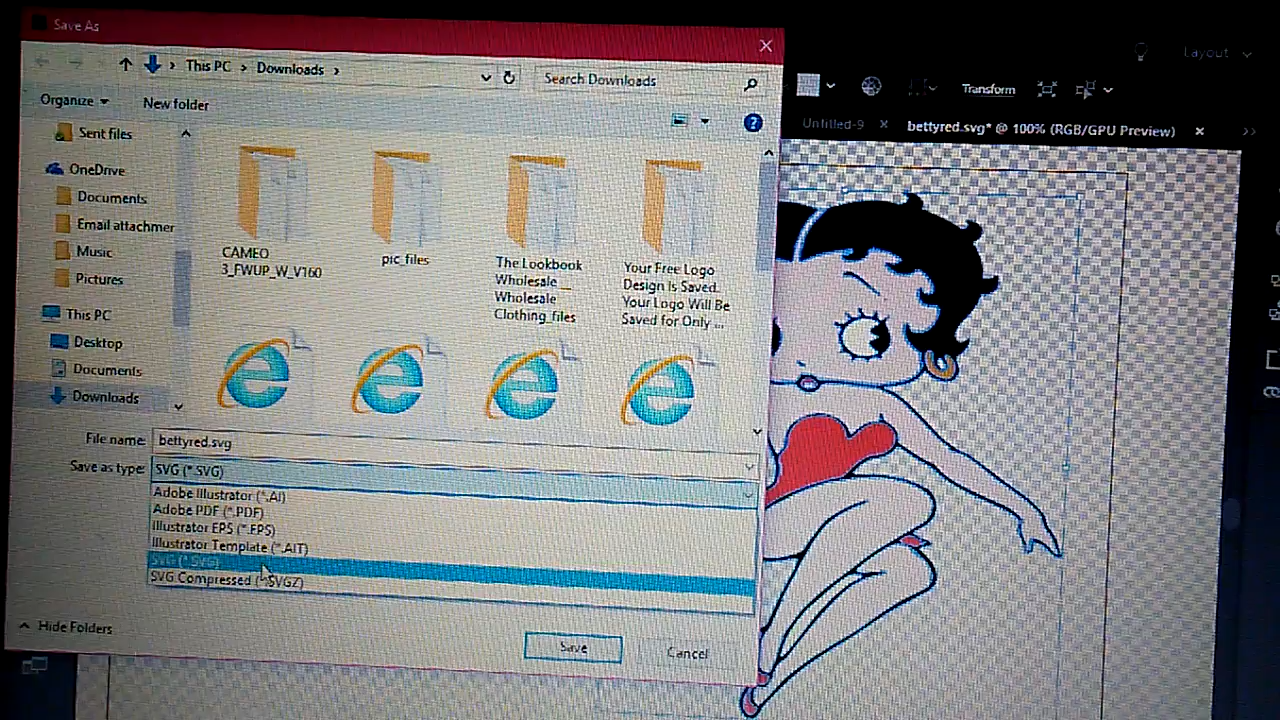 Save As
Layout
This PC > Downloads >
Search Downloads
Transform
Organize
New folder
Untitled-9
bettyred.svg* @ 100% (RGB/GPU Preview)
Sent files
OneDrive
Documents
Email attachmer
Music
Pictures
This PC
Desktop
Documents
Downloads
CAMEO
3_FWUP_W_V160
pic_files
The Lookbook
Wholesale __
Wholesale
Clothing_files
Your Free Logo
Design Is Saved.
Your Logo Will Be
Saved for Only ...
File name: bettyred.svg
Save as type: SVG (*.SVG)
Adobe Illustrator (*.AI)
Adobe PDF (*.PDF)
Illustrator EPS (*.EPS)
Illustrator Template (*.AIT)
SVG (*.SVG)
SVG Compressed (*.SVGZ)
Hide Folders
Save
Cancel